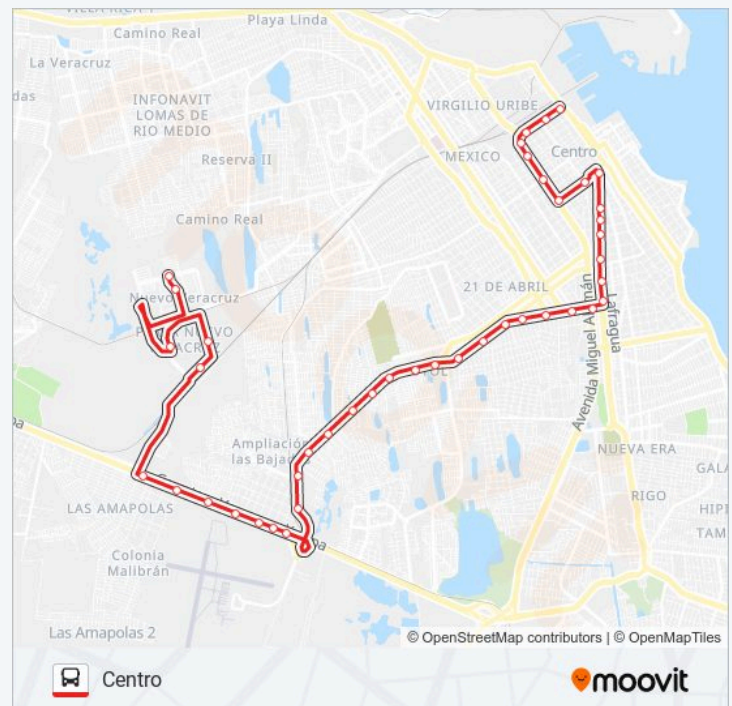 Playa Linda
Camino Real
La Veracruz
INFONAVIT
LOMAS DE
RIO MEDIO
VIRGILIO URIBE
MEXICO
Centro
Reserva II
Camino Real
21 DE ABRIL
Nuevo Veracruz
Lafragua
Avenida Miguel Alemán
Ampliación
las Bajadas
NUEVA ERA
LAS AMAPOLAS
RIGO
Colonia
Malibrán
Las Amapolas 2
© OpenStreetMap contributors | © OpenMapTiles
Centro
moovit